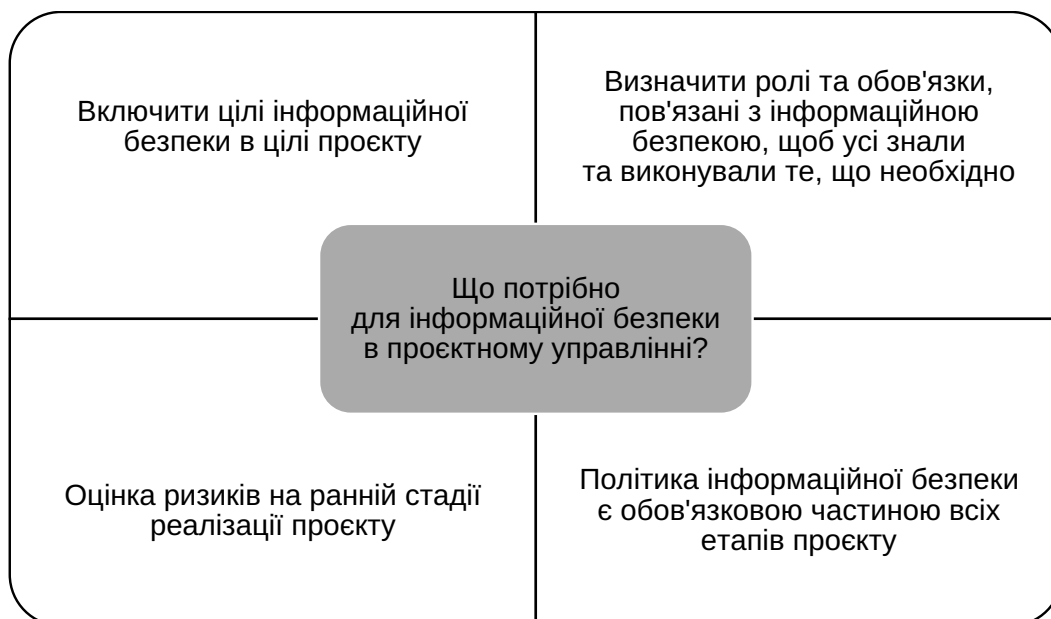 Включити цілі інформаційної
безпеки в цілі проєкту
Визначити ролі та обов'язки,
пов'язані з інформаційною
безпекою, щоб усі знали
та виконували те, що необхідно
Що потрібно
для інформаційної безпеки
в проєктному управлінні?
Оцінка ризиків на ранній стадії
реалізації проєкту
Політика інформаційної безпеки
є обов'язковою частиною всіх
етапів проєкту